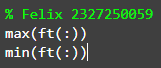 % Felix 2327250059
max(ft(:))
min(ft(:))